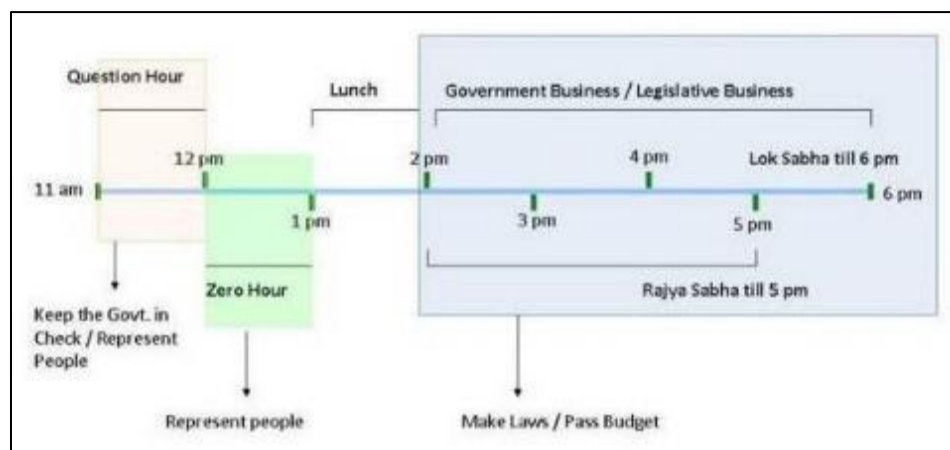 Question Hour
Lunch
Government Business / Legislative Business
12 pm
2 pm
4 pm
Lok Sabha till 6 pm
11 am
6 pm
1 pm
3 pm
5 pm
Zero Hour
Rajya Sabha till 5 pm
Keep the Govt. in
Check / Represent
People
Represent people
Make Laws / Pass Budget